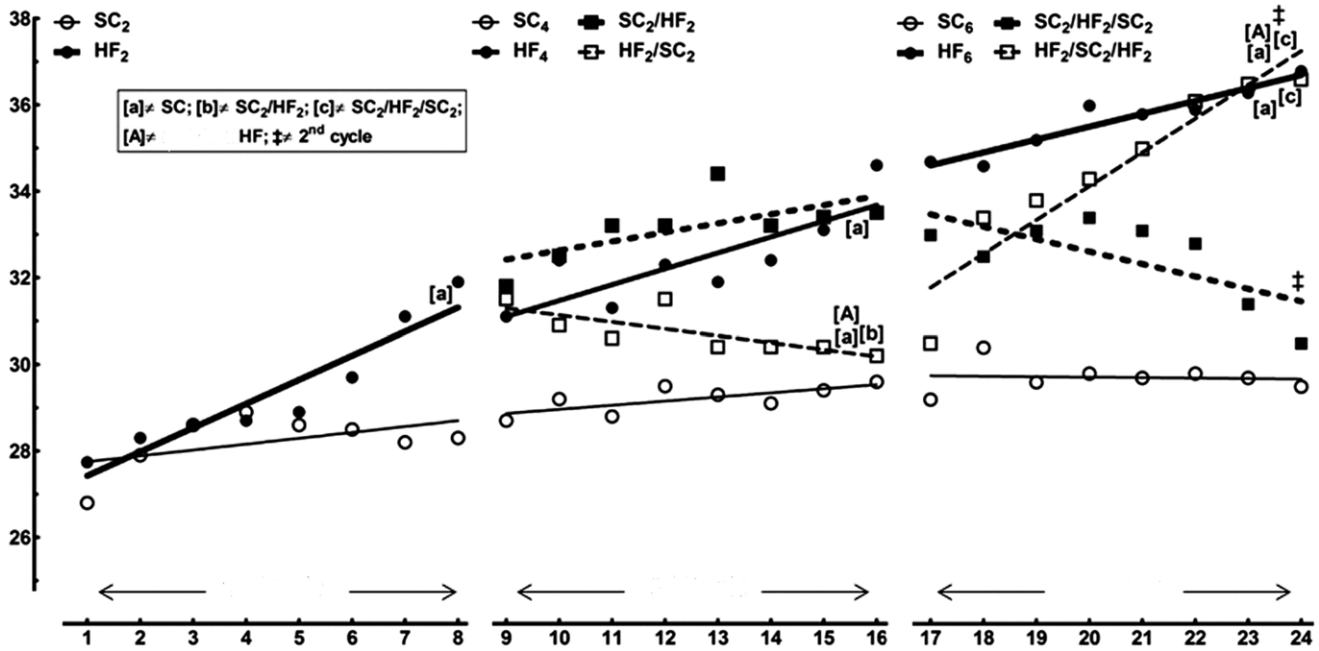 38
36
34
32
30
28
26
SC₂
HF₂
[a]≠ SC; [b]≠ SC₂/HF₂; [c]≠ SC₂/HF₂/SC₂;
[A]≠ HF; ‡≠ 2ⁿᵈ cycle
[a]
1 2 3 4 5 6 7 8
SC₄ SC₂/HF₂
HF₄ HF₂/SC₂
[a]
[A]
[a][b]
9 10 11 12 13 14 15 16
SC₆ SC₂/HF₂/SC₂
HF₆ HF₂/SC₂/HF₂
‡
[A][c]
[a]
[a][c]
‡
17 18 19 20 21 22 23 24